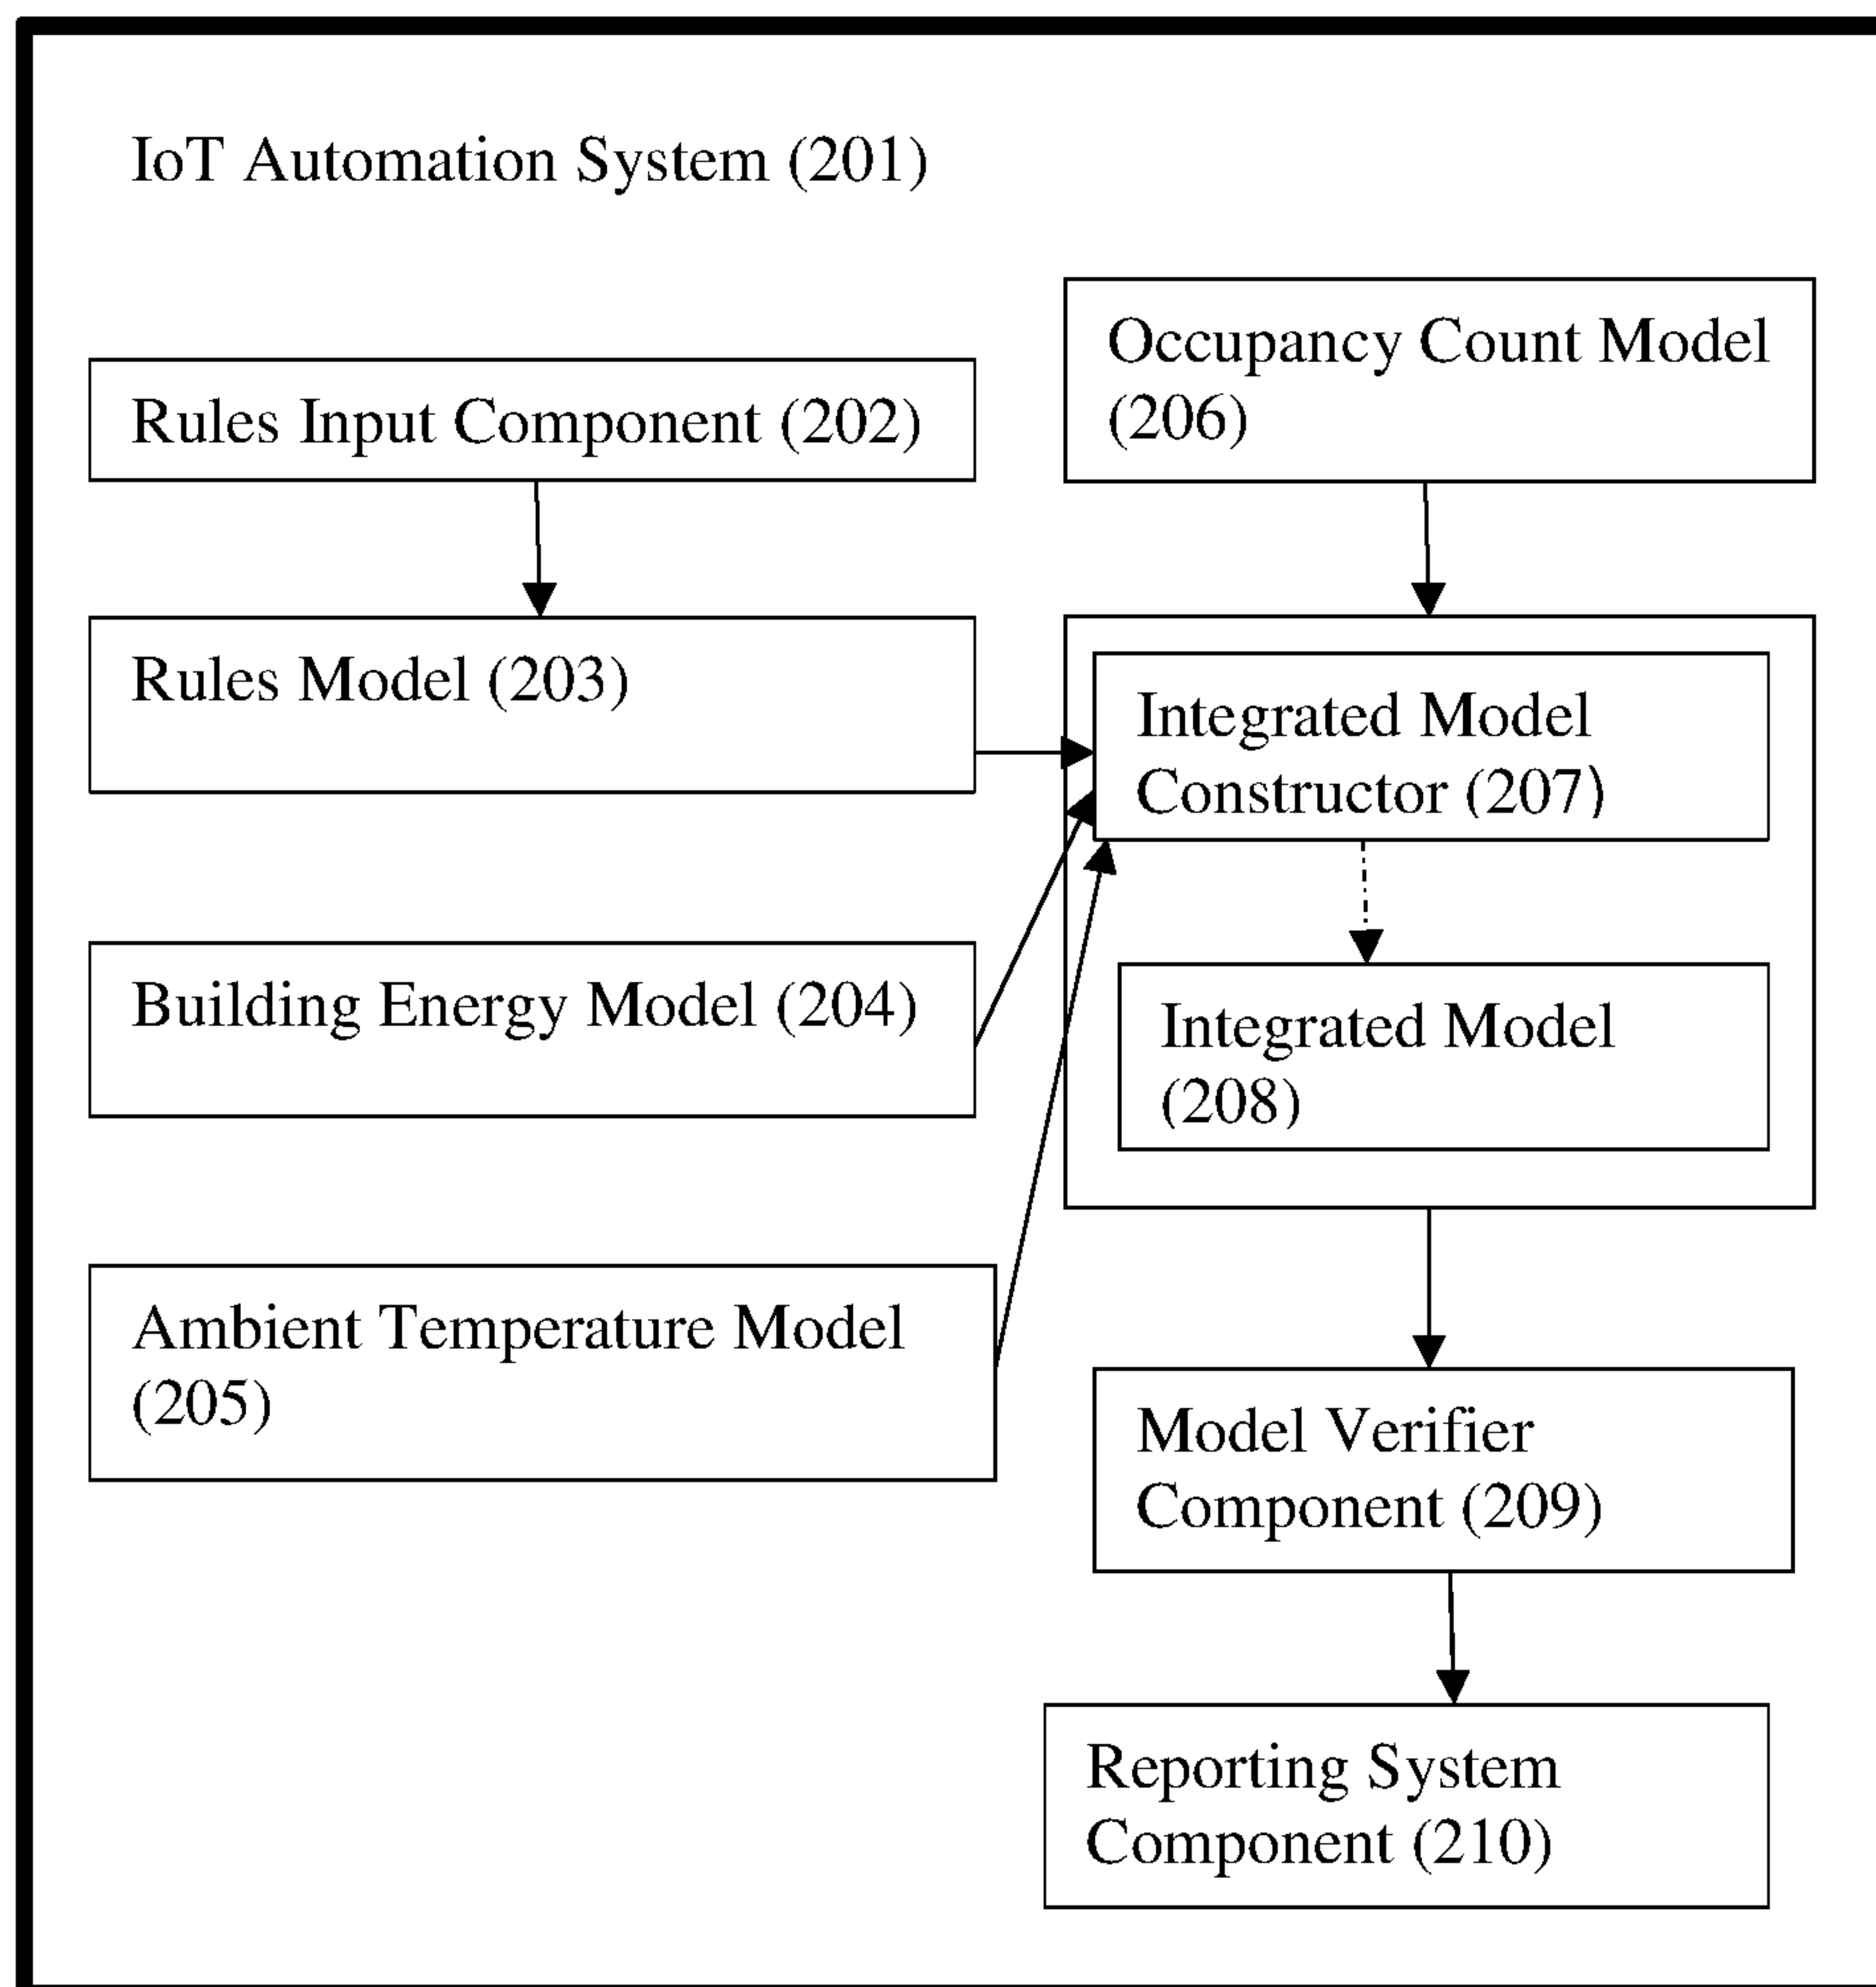 IoT Automation System (201)
Rules Input Component (202)
Rules Model (203)
Building Energy Model (204)
Ambient Temperature Model
(205)
Occupancy Count Model
(206)
Integrated Model
Constructor (207)
Integrated Model
(208)
Model Verifier
Component (209)
Reporting System
Component (210)